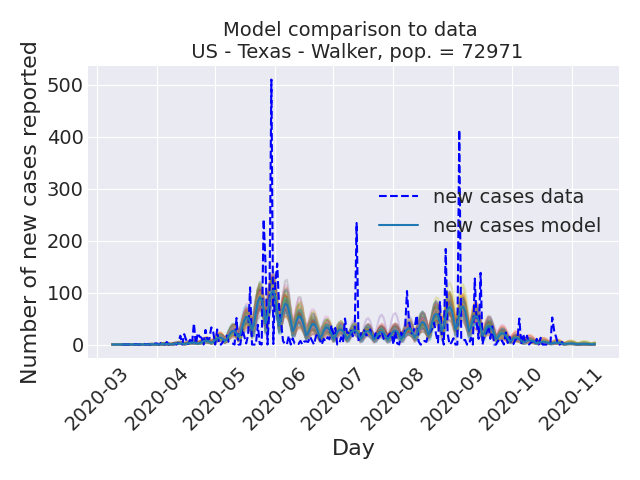 Model comparison to data
US - Texas - Walker, pop. = 72971
Number of new cases reported
500
400
300
200
100
0
new cases data
new cases model
2020-03
2020-04
2020-05
2020-06
2020-07
2020-08
2020-09
2020-10
2020-11
Day